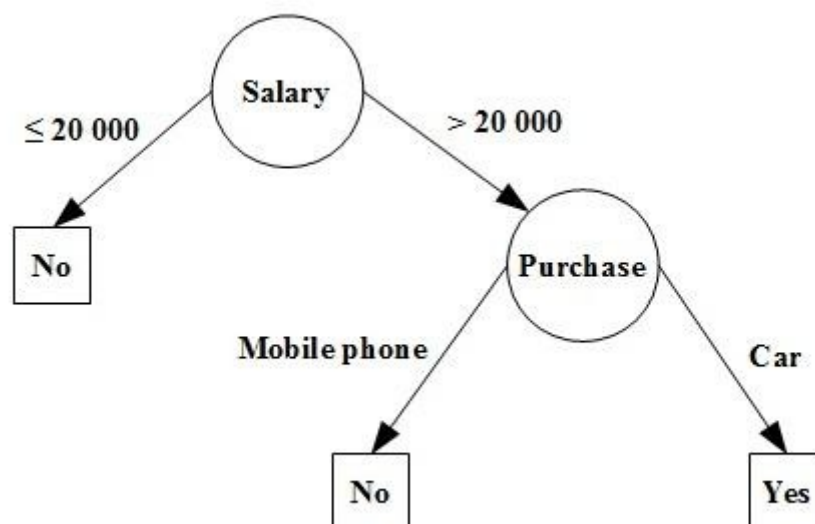 Salary
≤ 20 000
> 20 000
No
Purchase
Mobile phone
Car
No
Yes